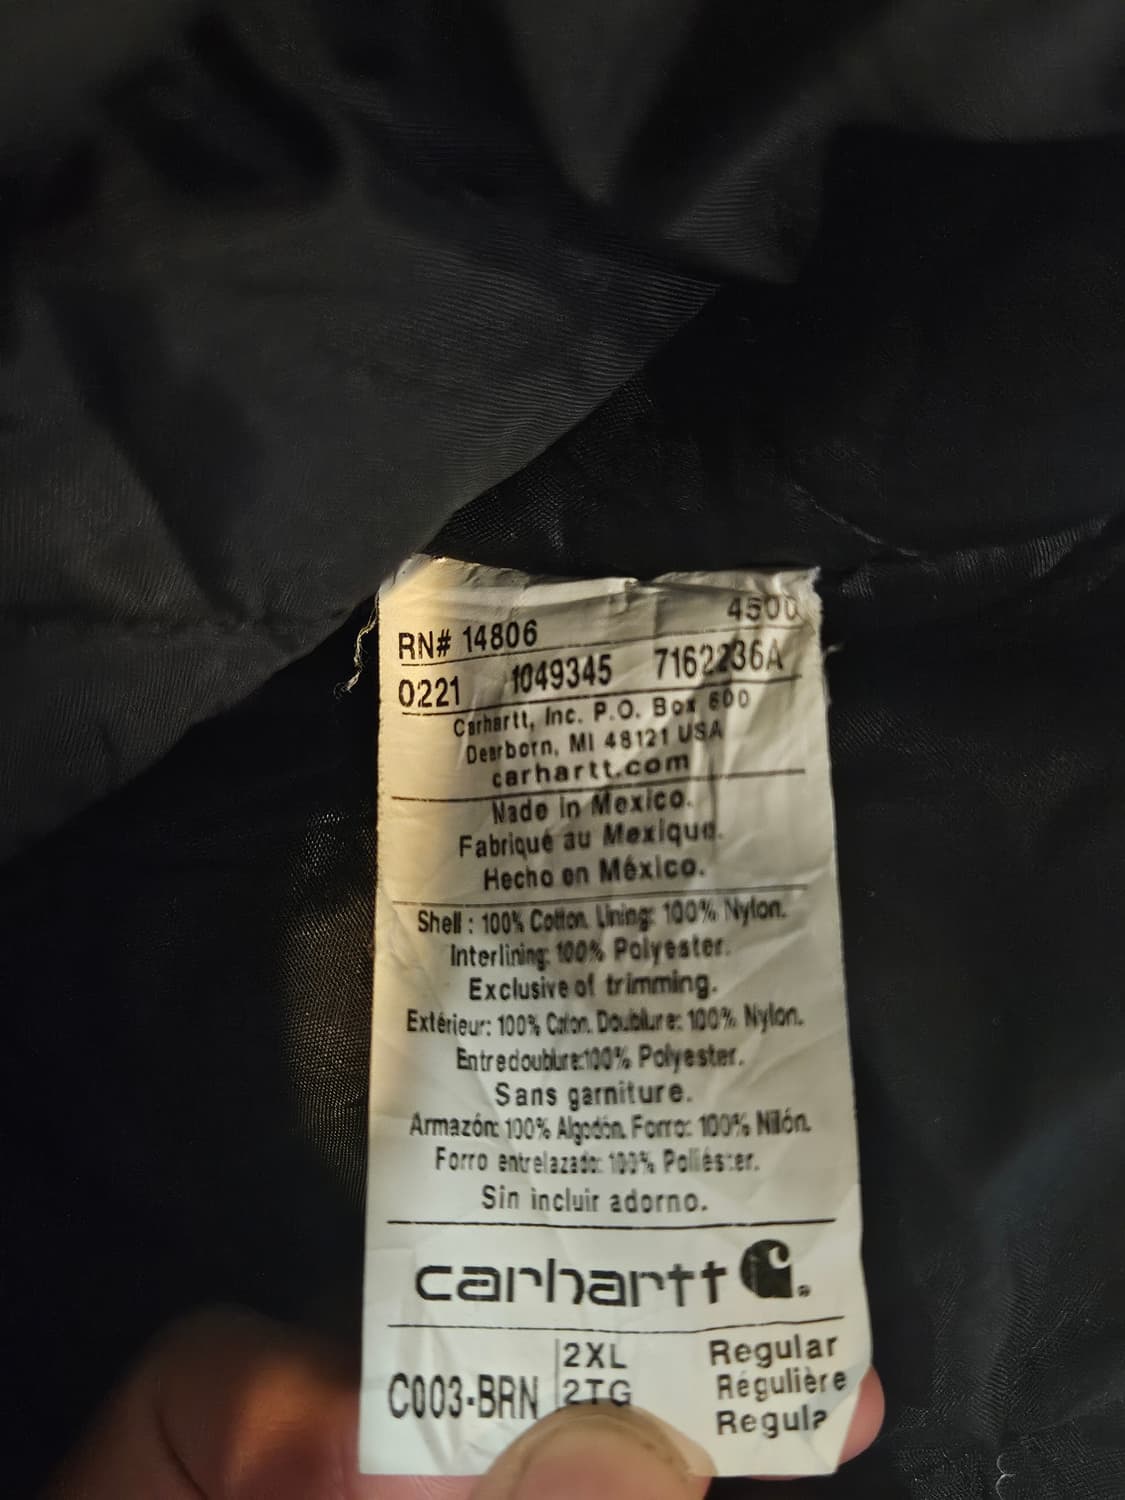 4500
RN# 14806
0221 1049345 7162236A
Carhartt, Inc. P.O. Box 600
Dearborn, MI 48121 USA
carhartt.com
Made in Mexico.
Fabriqué au Mexique.
Hecho en México.
Shell : 100% Cotton. Lining: 100% Nylon.
Interlining: 100% Polyester.
Exclusive of trimming.
Extérieur: 100% Coton. Doublure: 100% Nylon.
Entredoublure:100% Polyester.
Sans garniture.
Armazón: 100% Algodón. Forro: 100% Nilón.
Forro entrelazado: 100% Poliéster.
Sin incluir adorno.
carhartt
C003-BRN 2XL Regular
2TG Régulière
Regula